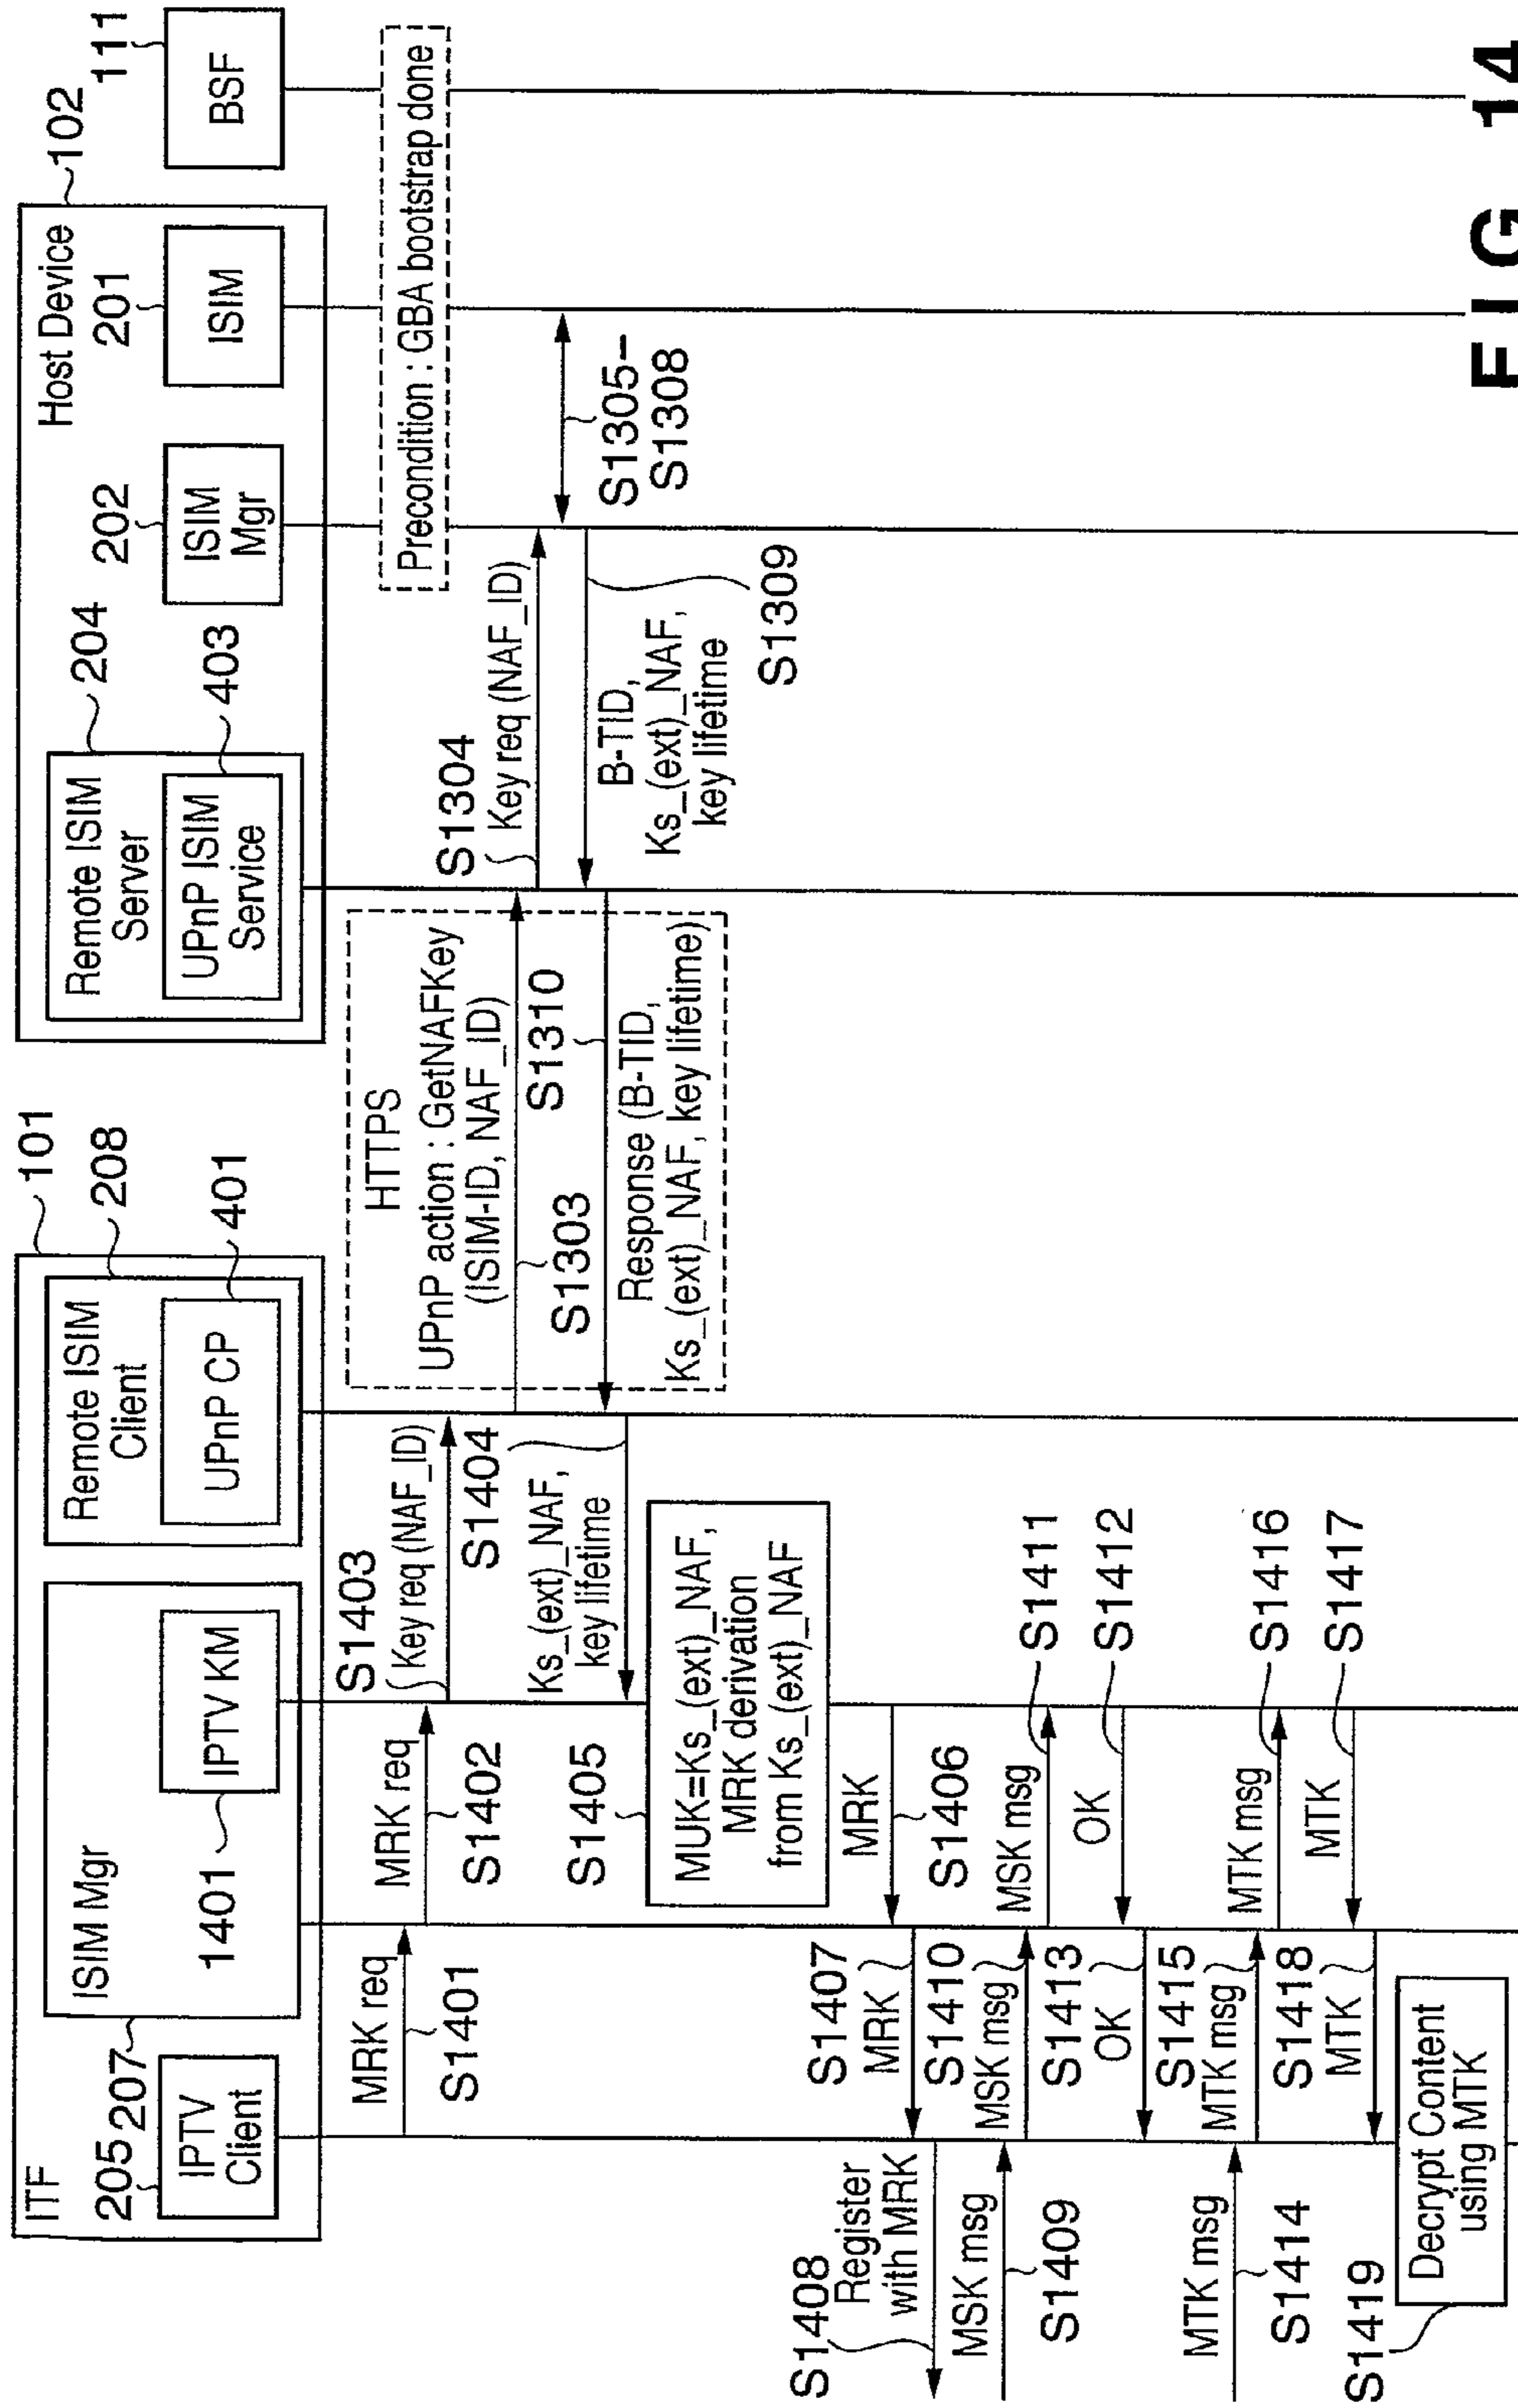 ITF
101
205
IPTV
Client
207
ISIM Mgr
1401
IPTV KM
Remote ISIM
Client
208
UPnP CP
401
Host Device
102
Remote ISIM
Server
204
UPnP ISIM
Service
403
202
ISIM
Mgr
201
ISIM
111
BSF
Precondition : GBA bootstrap done
MRK req
S1401
MRK req
S1402
S1403
Key req (NAF_ID)
HTTPS
UPnP action : GetNAFKey
(ISIM-ID, NAF_ID)
S1303
S1304
Key req (NAF_ID)
S1305–
S1308
B-TID,
Ks_(ext)_NAF,
key lifetime
S1309
S1310
Response (B-TID,
Ks_(ext)_NAF, key lifetime)
S1404
Ks_(ext)_NAF,
key lifetime
S1405
MUK=Ks_(ext)_NAF,
MRK derivation
from Ks_(ext)_NAF
MRK
S1406
S1407
MRK
S1408
Register
with MRK
MSK msg
S1409
S1410
MSK msg
MSK msg
S1411
OK
S1412
S1413
OK
MTK msg
S1414
S1415
MTK msg
MTK msg
S1416
MTK
S1417
S1418
MTK
S1419
Decrypt Content
using MTK
FIG 14